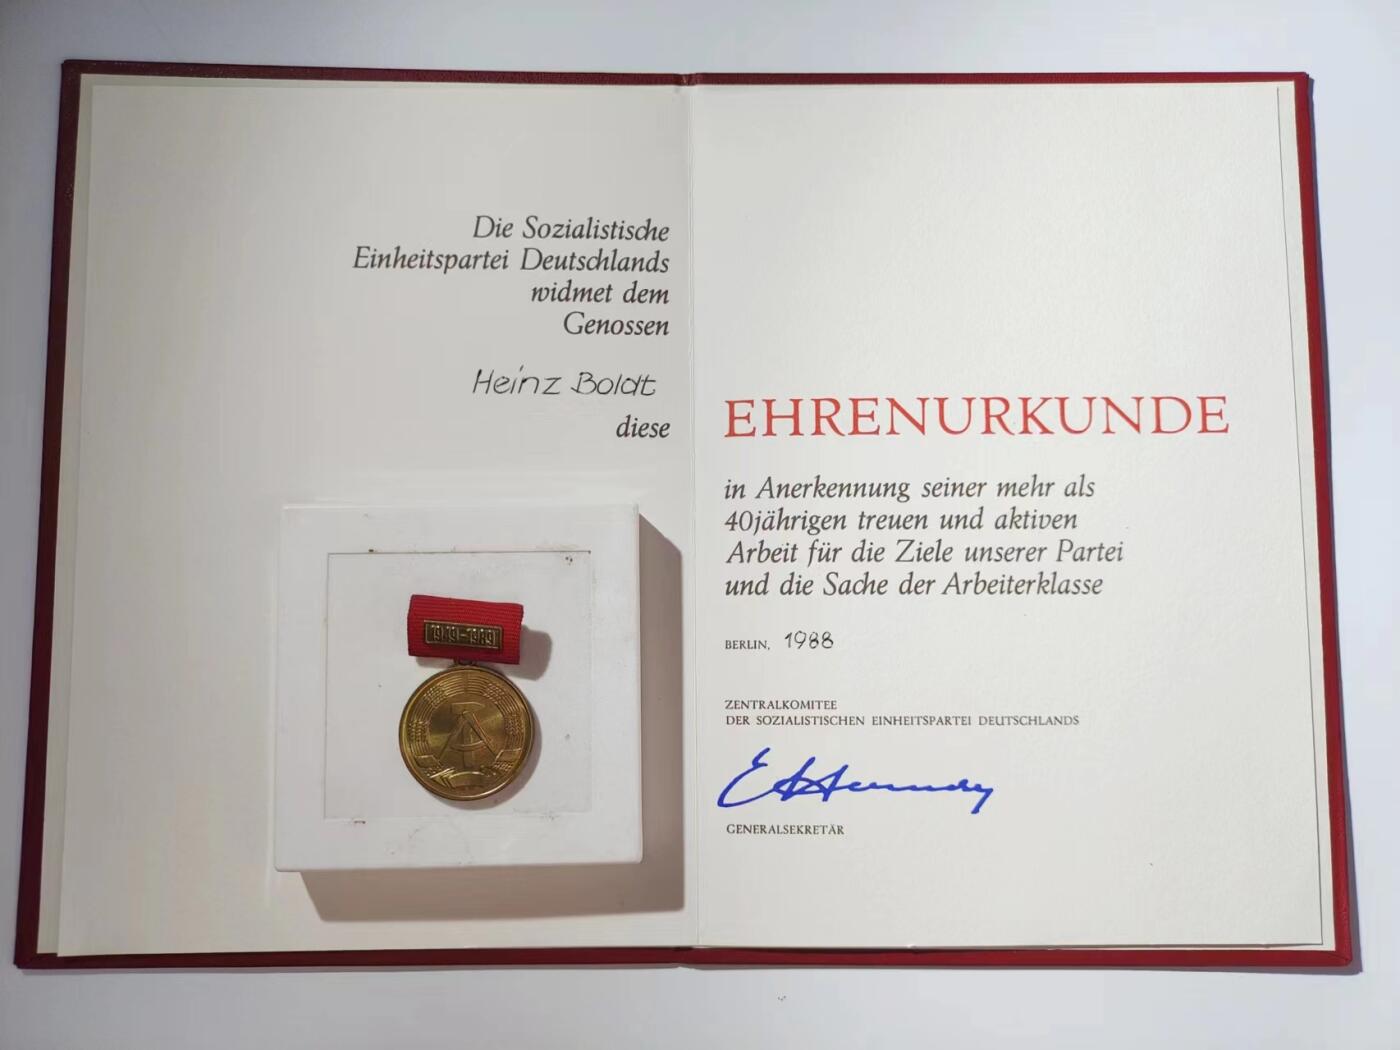 Die Sozialistische
Einheitspartei Deutschlands
widmet dem
Genossen
Heinz Boldt
diese
1949-1989
EHRENURKUNDE
in Anerkennung seiner mehr als
40jährigen treuen und aktiven
Arbeit für die Ziele unserer Partei
und die Sache der Arbeiterklasse
BERLIN, 1988
ZENTRALKOMITEE
DER SOZIALISTISCHEN EINHEITSPARTEI DEUTSCHLANDS
GENERALSEKRETÄR